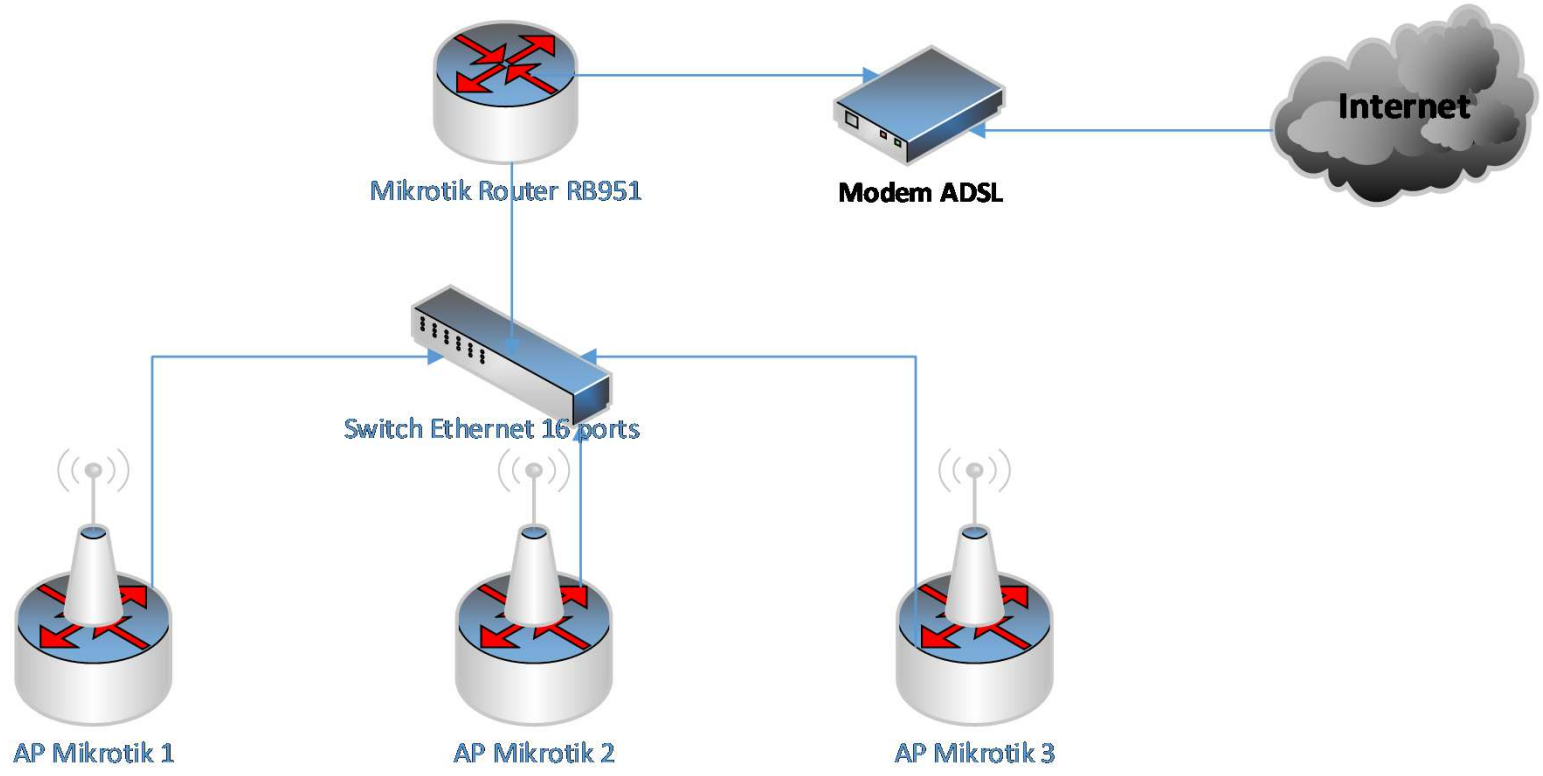 Internet
Mikrotik Router RB951
Modem ADSL
Switch Ethernet 16 ports
AP Mikrotik 1
AP Mikrotik 2
AP Mikrotik 3